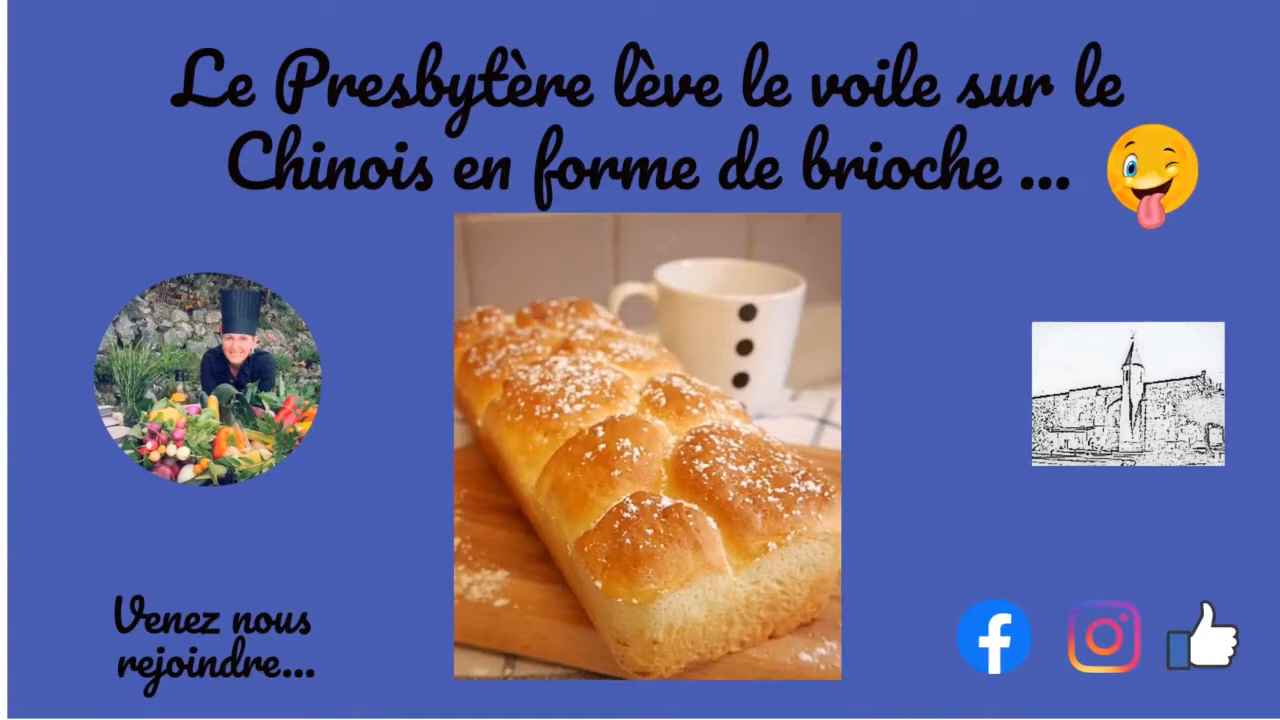 Le Presbytère lève le voile sur le
Chinois en forme de brioche ...
Venez nous
rejoindre...